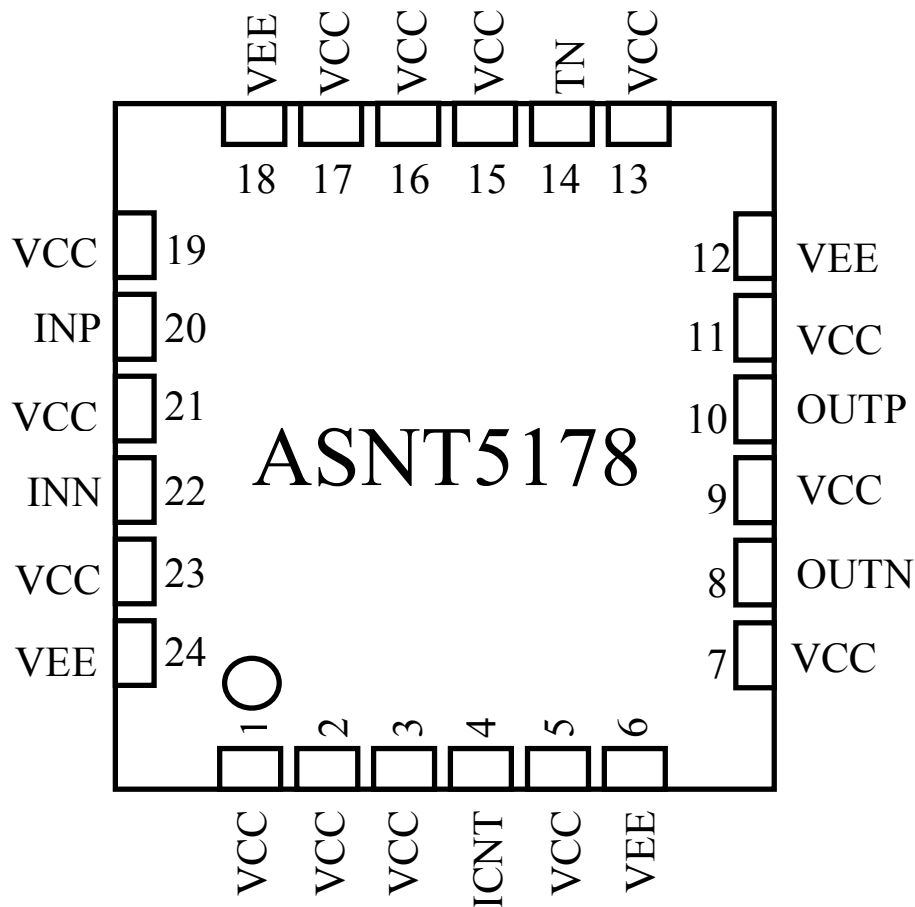 VEE VCC VCC VCC TN VCC
18 17 16 15 14 13
VCC 19
INP 20
VCC 21
INN 22
VCC 23
VEE 24
ASNT5178
12 VEE
11 VCC
10 OUTP
9 VCC
8 OUTN
7 VCC
1 2 3 4 5 6
VCC VCC VCC ICNT VCC VEE